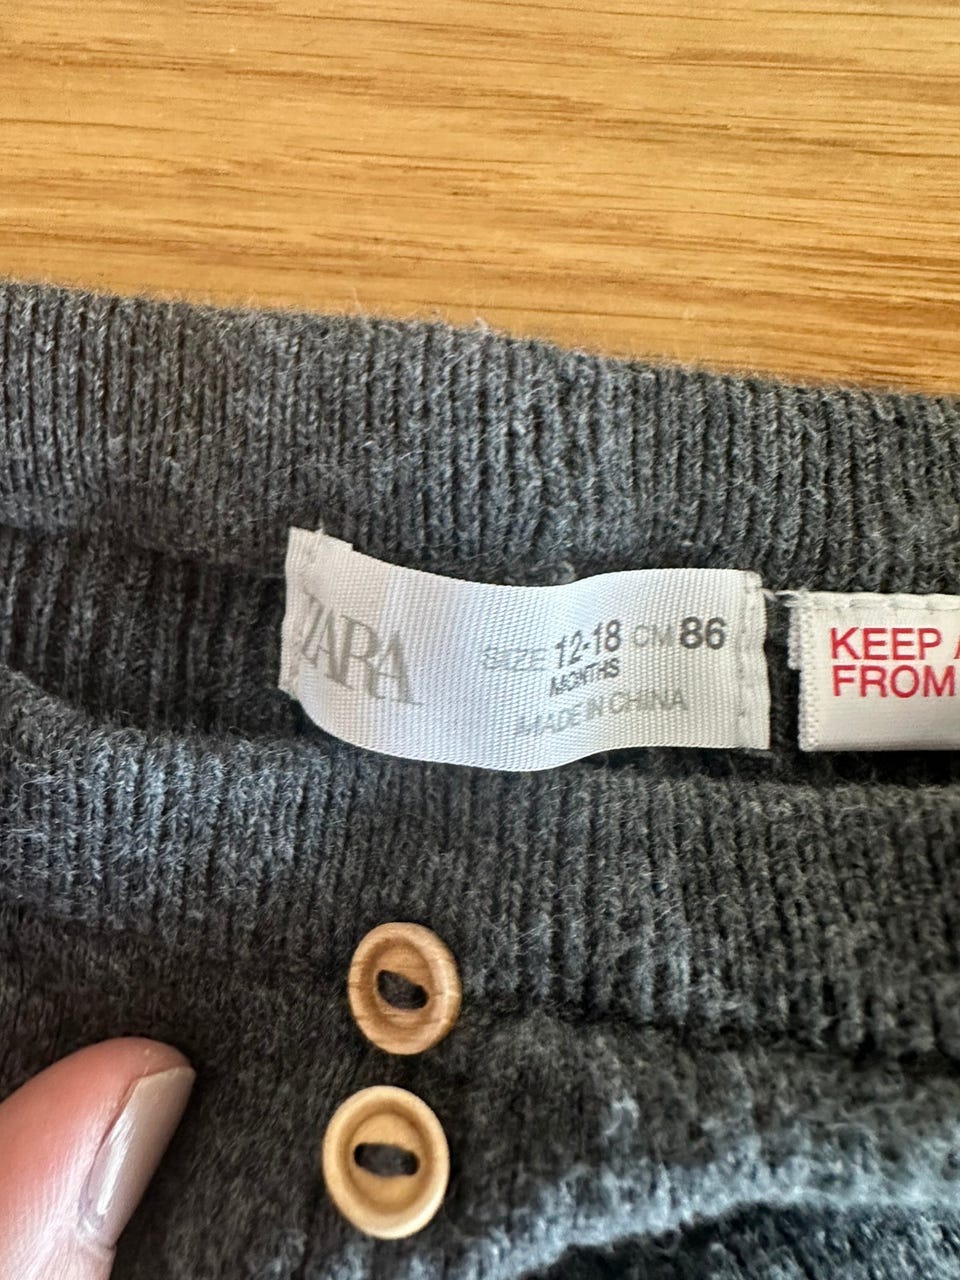 ZARA
SIZE 12-18 CM 86
MONTHS
MADE IN CHINA
KEEP
FROM